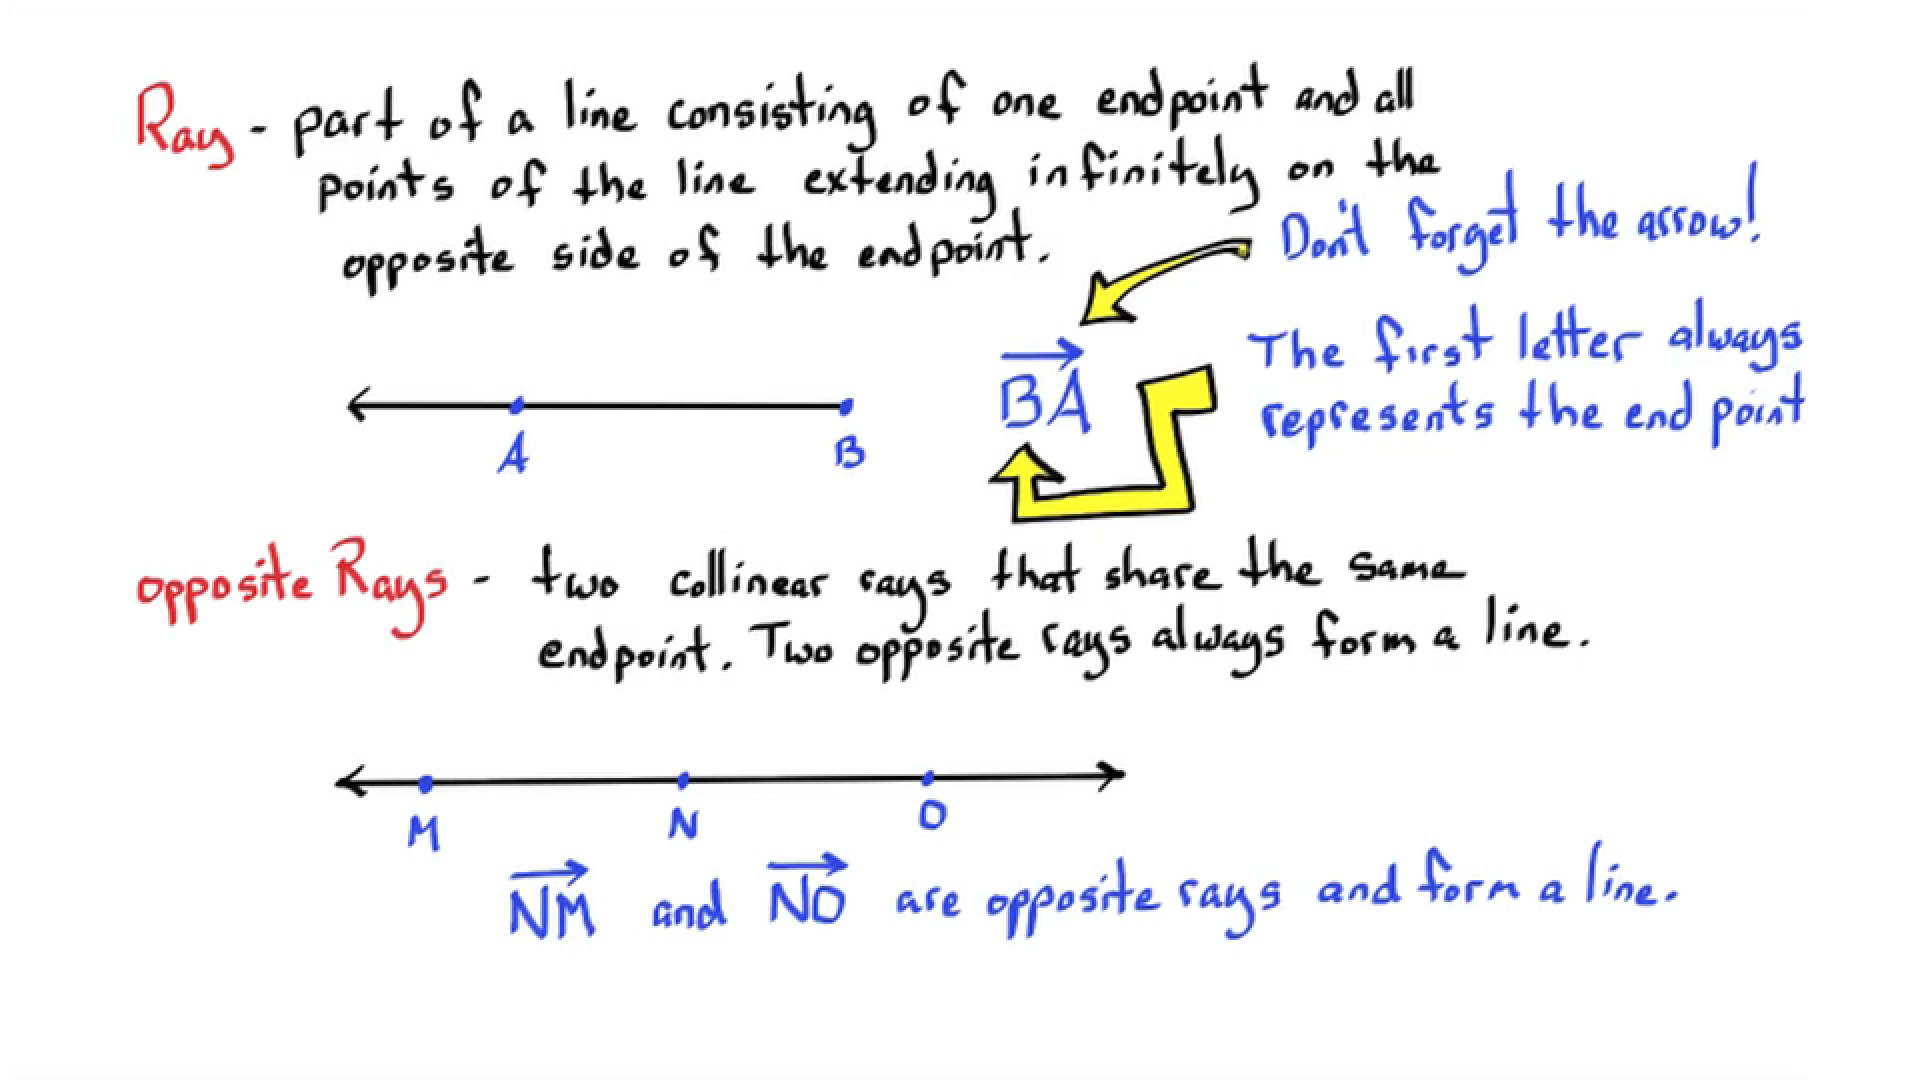 Ray - part of a line consisting of one endpoint and all
points of the line extending infinitely on the
opposite side of the endpoint.
Don't forget the arrow!
The first letter always
represents the end point
BA
A
B
opposite Rays - two collinear rays that share the same
endpoint. Two opposite rays always form a line.
M
N
O
NM and NO are opposite rays and form a line.